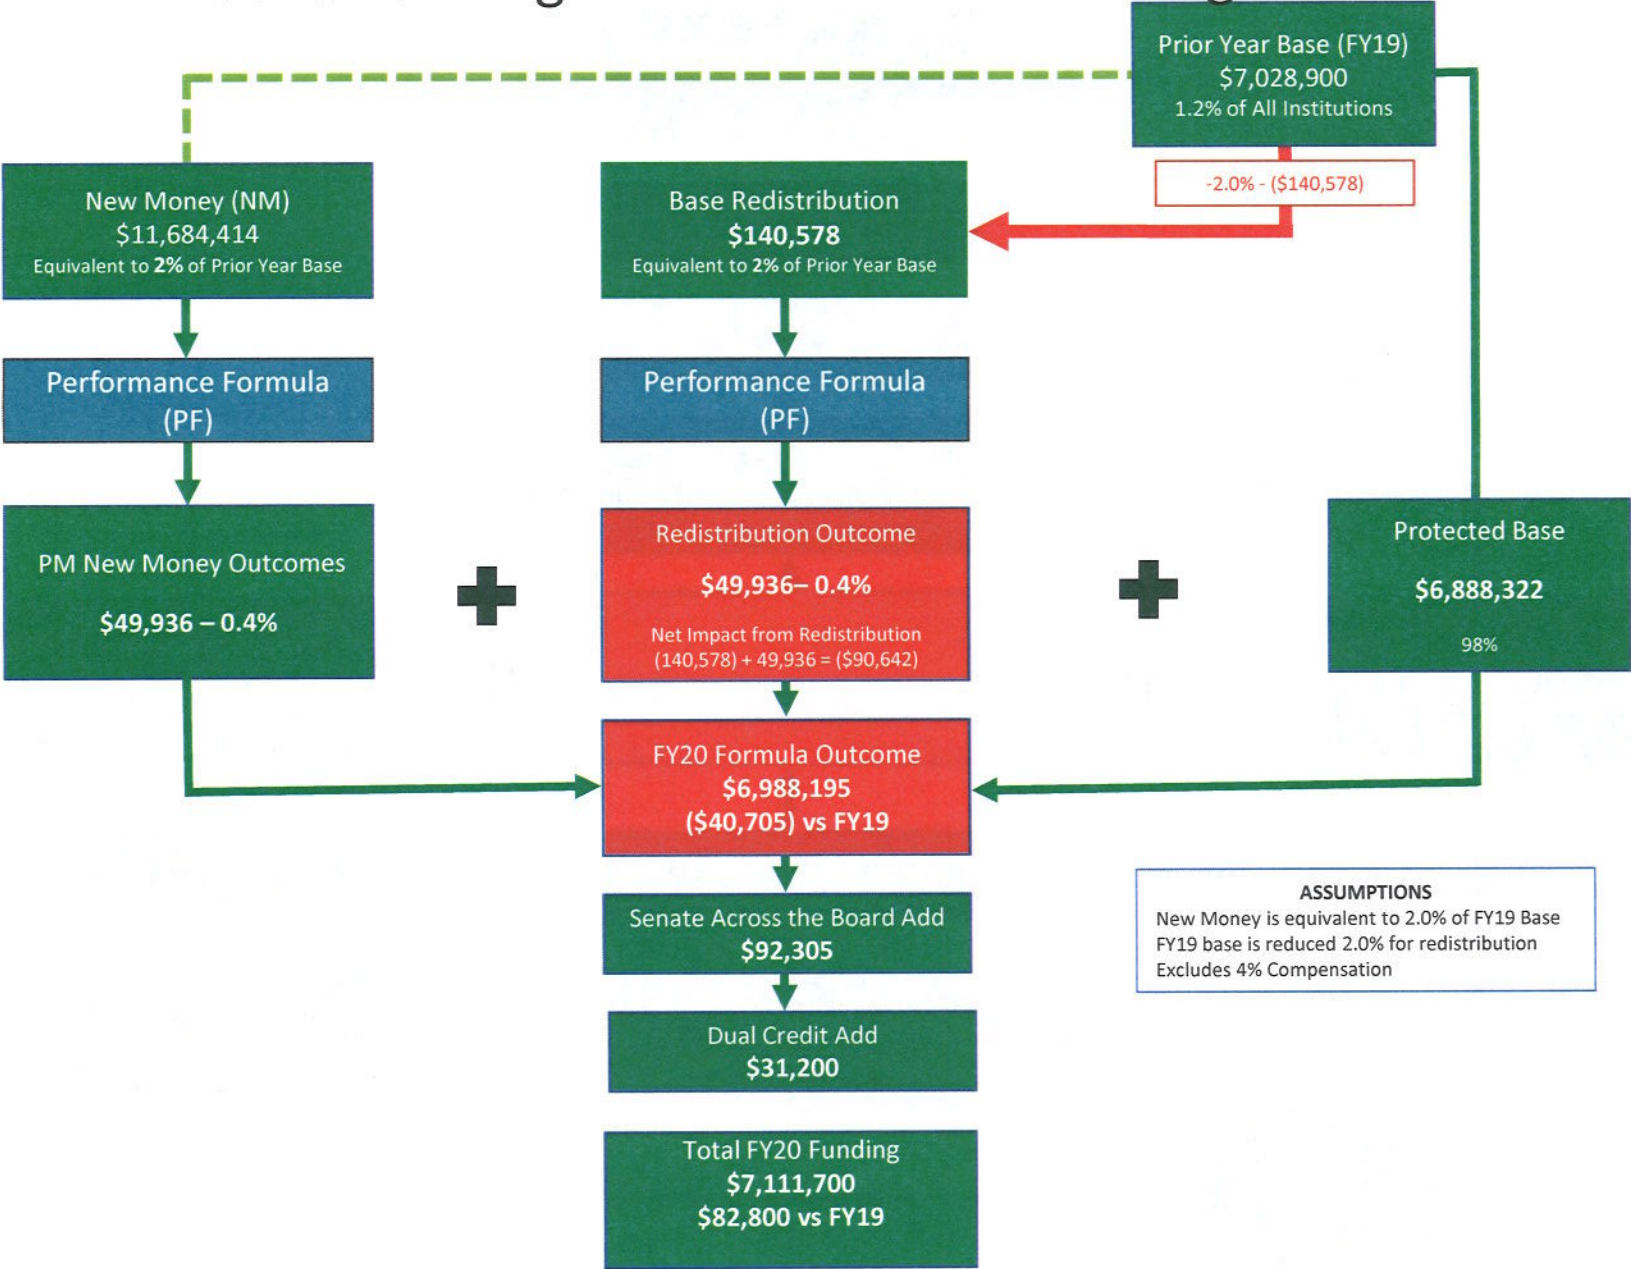 Prior Year Base (FY19)
$7,028,900
1.2% of All Institutions
-2.0% - ($140,578)
New Money (NM)
$11,684,414
Equivalent to 2% of Prior Year Base
Base Redistribution
$140,578
Equivalent to 2% of Prior Year Base
Performance Formula
(PF)
Performance Formula
(PF)
PM New Money Outcomes
$49,936 – 0.4%
Redistribution Outcome
$49,936– 0.4%
Net Impact from Redistribution
(140,578) + 49,936 = ($90,642)
Protected Base
$6,888,322
98%
FY20 Formula Outcome
$6,988,195
($40,705) vs FY19
Senate Across the Board Add
$92,305
Dual Credit Add
$31,200
Total FY20 Funding
$7,111,700
$82,800 vs FY19
ASSUMPTIONS
New Money is equivalent to 2.0% of FY19 Base
FY19 base is reduced 2.0% for redistribution
Excludes 4% Compensation